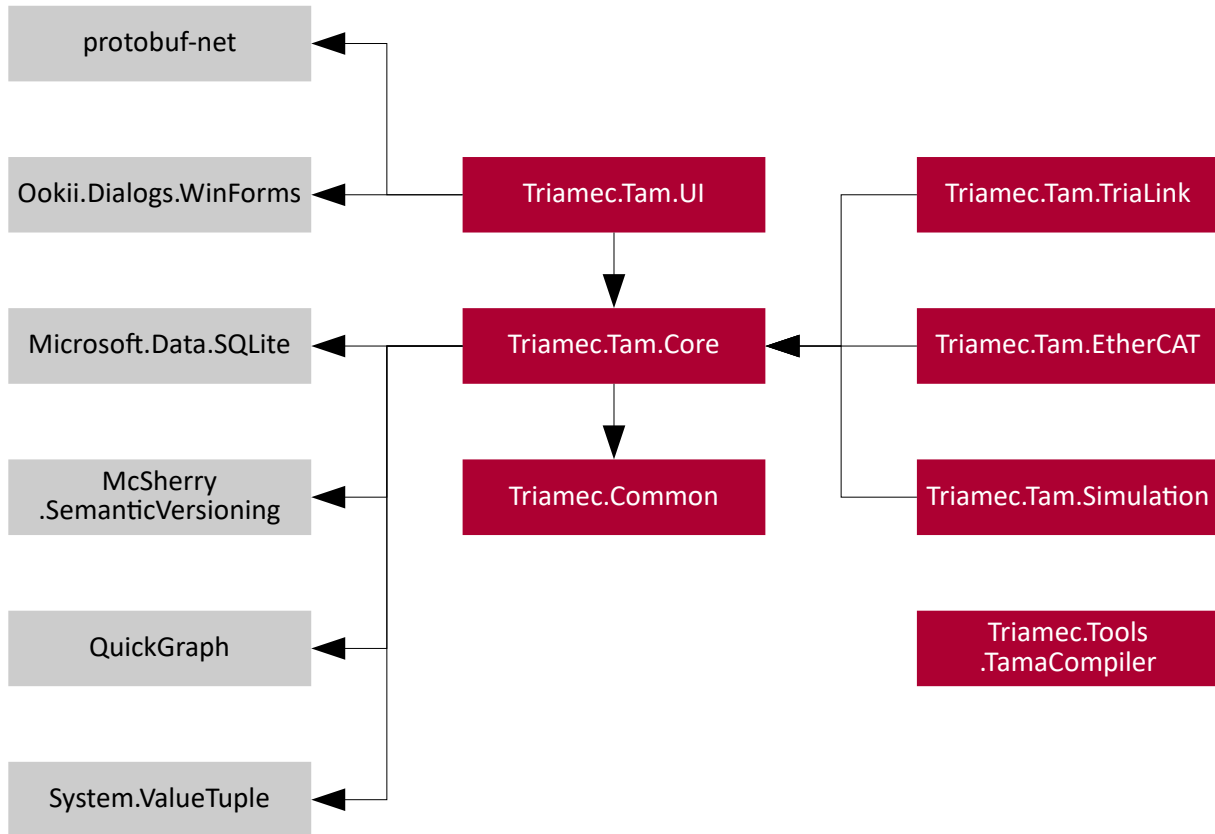 protobuf-net
Ookii.Dialogs.WinForms
Triamec.Tam.UI
Triamec.Tam.TriaLink
Microsoft.Data.SQLite
Triamec.Tam.Core
Triamec.Tam.EtherCAT
McSherry
.SemanticVersioning
Triamec.Common
Triamec.Tam.Simulation
QuickGraph
Triamec.Tools
.TamaCompiler
System.ValueTuple